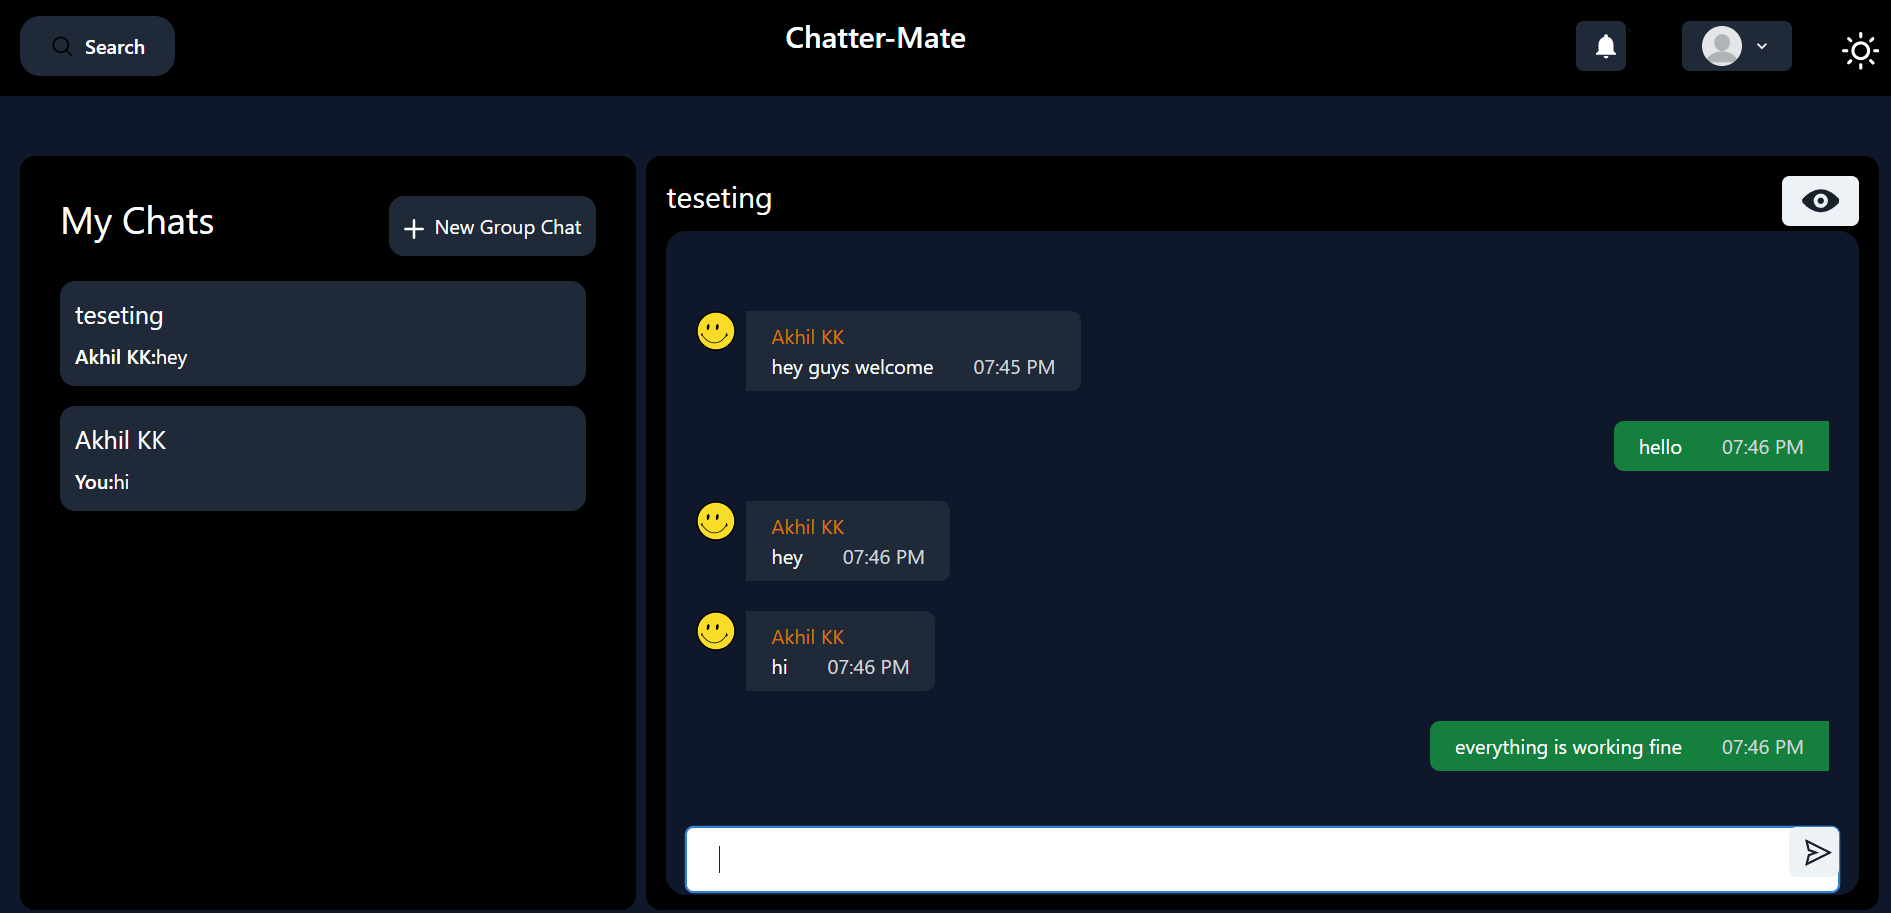 Search
Chatter-Mate
My Chats
New Group Chat
teseting
Akhil KK:hey
Akhil KK
You:hi
teseting
Akhil KK
hey guys welcome 07:45 PM
hello 07:46 PM
Akhil KK
hey 07:46 PM
Akhil KK
hi 07:46 PM
everything is working fine 07:46 PM